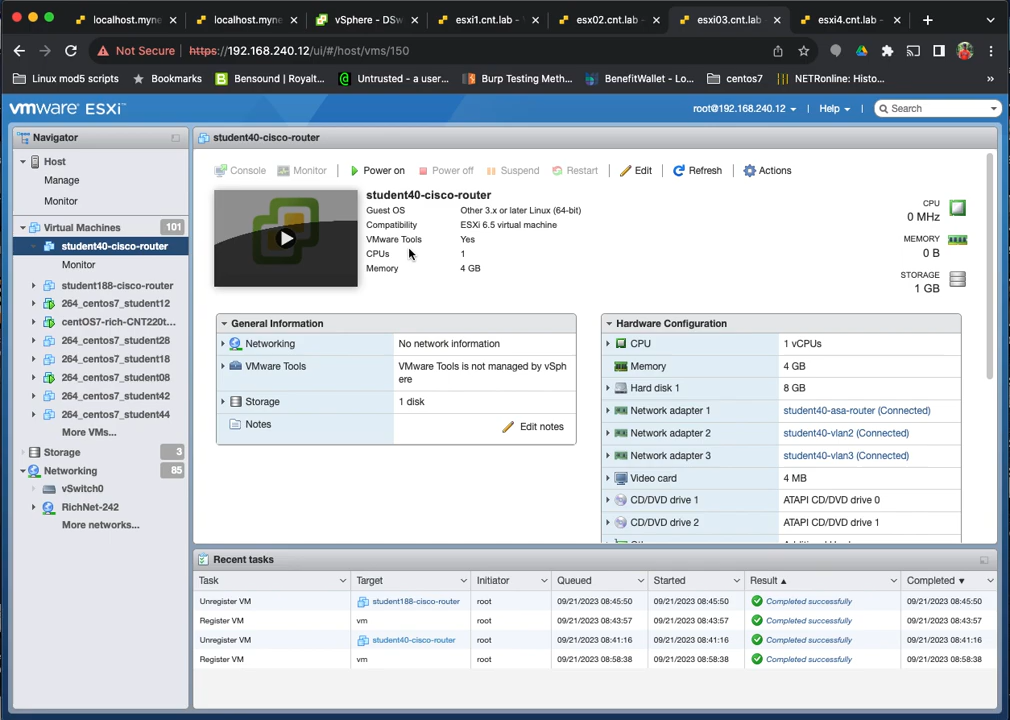 localhost.myne
localhost.myne
vSphere - DSw
esxi1.cnt.lab -
esx02.cnt.lab
esxi03.cnt.lab
esxi4.cnt.lab -
Not Secure https://192.168.240.12/ui/#/host/vms/150
Linux mod5 scripts
Bookmarks
Bensound | Royalt...
Untrusted - a user...
Burp Testing Meth...
BenefitWallet - Lo...
centos7
NETRonline: Histo...
»
vmware ESXi™
root@192.168.240.12
Help
Search
Navigator
Host
Manage
Monitor
Virtual Machines 101
student40-cisco-router
Monitor
student188-cisco-router
264_centos7_student12
centOS7-rich-CNT220t...
264_centos7_student28
264_centos7_student18
264_centos7_student08
264_centos7_student42
264_centos7_student44
More VMs...
Storage 3
Networking 85
vSwitch0
RichNet-242
More networks...
student40-cisco-router
Console Monitor Power on Power off Suspend Restart Edit Refresh Actions
student40-cisco-router
Guest OS Other 3.x or later Linux (64-bit)
Compatibility ESXi 6.5 virtual machine
VMware Tools Yes
CPUs 1
Memory 4 GB
CPU
0 MHz
MEMORY
0 B
STORAGE
1 GB
General Information
Networking No network information
VMware Tools VMware Tools is not managed by vSph
ere
Storage 1 disk
Notes Edit notes
Hardware Configuration
CPU 1 vCPUs
Memory 4 GB
Hard disk 1 8 GB
Network adapter 1 student40-asa-router (Connected)
Network adapter 2 student40-vlan2 (Connected)
Network adapter 3 student40-vlan3 (Connected)
Video card 4 MB
CD/DVD drive 1 ATAPI CD/DVD drive 0
CD/DVD drive 2 ATAPI CD/DVD drive 1
Recent tasks
Task Target Initiator Queued Started Result Completed
Unregister VM student188-cisco-router root 09/21/2023 08:45:50 09/21/2023 08:45:50 Completed successfully 09/21/2023 08:45:50
Register VM vm root 09/21/2023 08:43:57 09/21/2023 08:43:57 Completed successfully 09/21/2023 08:43:57
Unregister VM student40-cisco-router root 09/21/2023 08:41:16 09/21/2023 08:41:16 Completed successfully 09/21/2023 08:41:16
Register VM vm root 09/21/2023 08:58:38 09/21/2023 08:58:38 Completed successfully 09/21/2023 08:58:38